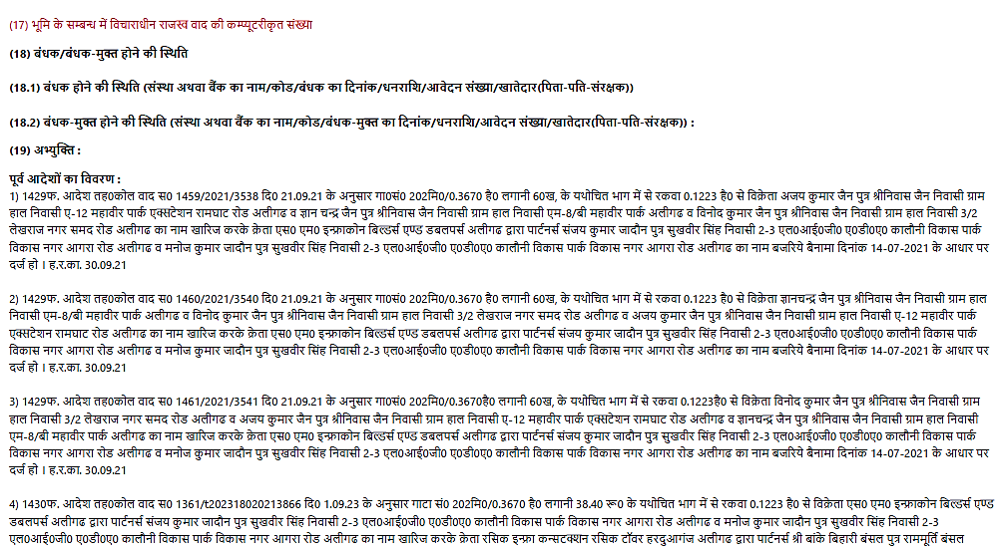 (17) भूमि के सम्बन्ध में विचाराधीन राजस्व वाद की कम्प्यूटरीकृत संख्या
(18) बंधक/बंधक-मुक्त होने की स्थिति
(18.1) बंधक होने की स्थिति (संस्था अथवा बैंक का नाम/कोड/बंधक का दिनांक/धनराशि/आवेदन संख्या/खातेदार(पिता-पति-संरक्षक))
(18.2) बंधक-मुक्त होने की स्थिति (संस्था अथवा बैंक का नाम/कोड/बंधक-मुक्त का दिनांक/धनराशि/आवेदन संख्या/खातेदार(पिता-पति-संरक्षक)) :
(19) अभ्युक्ति :
पूर्व आदेशों का विवरण :
1) 1429फ. आदेश तह0कोल वाद स0 1459/2021/3538 दि0 21.09.21 के अनुसार गा0सं0 202मि0/0.3670 है0 लगानी 60ख, के यथोचित भाग में से रकवा 0.1223 है0 से विक्रेता अजय कुमार जैन पुत्र श्रीनिवास जैन निवासी ग्राम
हाल निवासी ए-12 महावीर पार्क एक्सटेशन रामघाट रोड अलीगढ व ज्ञान चन्द्र जैन पुत्र श्रीनिवास जैन निवासी ग्राम हाल निवासी एम-8/बी महावीर पार्क अलीगढ व विनोद कुमार जैन पुत्र श्रीनिवास जैन निवासी ग्राम हाल निवासी 3/2
लेखराज नगर समद रोड अलीगढ का नाम खारिज करके क्रेता एस0 एम0 इन्फ्राकोन बिल्डर्स एण्ड डबलपर्स अलीगढ द्वारा पार्टनर्स संजय कुमार जादौन पुत्र सुखवीर सिंह निवासी 2-3 एल0आई0जी0 ए0डी0ए0 कालौनी विकास पार्क
विकास नगर आगरा रोड अलीगढ व मनोज कुमार जादौन पुत्र सुखवीर सिंह निवासी 2-3 एल0आई0जी0 ए0डी0ए0 कालौनी विकास पार्क विकास नगर आगरा रोड अलीगढ का नाम बजरिये बैनामा दिनांक 14-07-2021 के आधार पर
दर्ज हो । ह.र.का. 30.09.21
2) 1429फ. आदेश तह0कोल वाद स0 1460/2021/3540 दि0 21.09.21 के अनुसार गा0सं0 202मि0/0.3670 है0 लगानी 60ख, के यथोचित भाग में से रकवा 0.1223 है0 से विक्रेता ज्ञानचन्द्र जैन पुत्र श्रीनिवास जैन निवासी ग्राम हाल
निवासी एम-8/बी महावीर पार्क अलीगढ व विनोद कुमार जैन पुत्र श्रीनिवास जैन निवासी ग्राम हाल निवासी 3/2 लेखराज नगर समद रोड अलीगढ व अजय कुमार जैन पुत्र श्रीनिवास जैन निवासी ग्राम हाल निवासी ए-12 महावीर पार्क
एक्सटेशन रामघाट रोड अलीगढ का नाम खारिज करके क्रेता एस0 एम0 इन्फ्राकोन बिल्डर्स एण्ड डबलपर्स अलीगढ द्वारा पार्टनर्स संजय कुमार जादौन पुत्र सुखवीर सिंह निवासी 2-3 एल0आई0जी0 ए0डी0ए0 कालौनी विकास पार्क
विकास नगर आगरा रोड अलीगढ व मनोज कुमार जादौन पुत्र सुखवीर सिंह निवासी 2-3 एल0आई0जी0 ए0डी0ए0 कालौनी विकास पार्क विकास नगर आगरा रोड अलीगढ का नाम बजरिये बैनामा दिनांक 14-07-2021 के आधार पर
दर्ज हो । ह.र.का. 30.09.21
3) 1429फ. आदेश तह0कोल वाद स0 1461/2021/3541 दि0 21.09.21 के अनुसार गा0सं0 202मि0/0.3670है0 लगानी 60ख, के यथोचित भाग में से रकवा 0.1223है0 से विक्रेता विनोद कुमार जैन पुत्र श्रीनिवास जैन निवासी ग्राम
हाल निवासी 3/2 लेखराज नगर समद रोड अलीगढ व अजय कुमार जैन पुत्र श्रीनिवास जैन निवासी ग्राम हाल निवासी ए-12 महावीर पार्क एक्सटेशन रामघाट रोड अलीगढ व ज्ञानचन्द्र जैन पुत्र श्रीनिवास जैन निवासी ग्राम हाल निवासी
एम-8/बी महावीर पार्क अलीगढ का नाम खारिज करके क्रेता एस0 एम0 इन्फ्राकोन बिल्डर्स एण्ड डबलपर्स अलीगढ द्वारा पार्टनर्स संजय कुमार जादौन पुत्र सुखवीर सिंह निवासी 2-3 एल0आई0जी0 ए0डी0ए0 कालौनी विकास पार्क
विकास नगर आगरा रोड अलीगढ व मनोज कुमार जादौन पुत्र सुखवीर सिंह निवासी 2-3 एल0आई0जी0 ए0डी0ए0 कालौनी विकास पार्क विकास नगर आगरा रोड अलीगढ का नाम बजरिये बैनामा दिनांक 14-07-2021 के आधार पर
दर्ज हो । ह.र.का. 30.09.21
4) 1430फ. आदेश तह0कोल वाद स0 1361/t202318020213866 दि0 1.09.23 के अनुसार गाटा सं0 202मि0/0.3670 है0 लगानी 38.40 रू0 के यथोचित भाग में से रकवा 0.1223 है0 से विक्रेता एस0 एम0 इन्फ्राकोन बिल्डर्स एण्ड
डबलपर्स अलीगढ द्वारा पार्टनर्स संजय कुमार जादौन पुत्र सुखवीर सिंह निवासी 2-3 एल0आई0जी0 ए0डी0ए0 कालौनी विकास पार्क विकास नगर आगरा रोड अलीगढ व मनोज कुमार जादौन पुत्र सुखवीर सिंह निवासी 2-3
एल0आई0जी0 ए0डी0ए0 कालौनी विकास पार्क विकास नगर आगरा रोड अलीगढ का नाम खारिज करके क्रेता रसिक इन्फ्रा कन्सटक्शन रसिक टॉवर हरदुआगंज अलीगढ द्वारा पार्टनर्स श्री बांके बिहारी बंसल पुत्र राममूर्ति बंसल